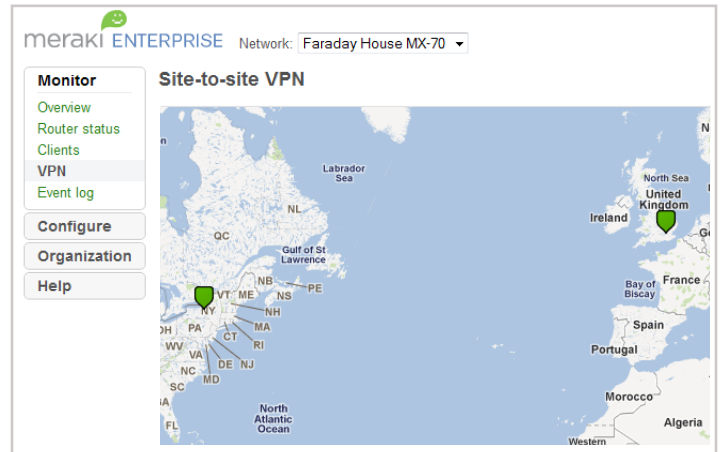 meraki ENTERPRISE Network: Faraday House MX-70
Monitor
Overview
Router status
Clients
VPN
Event log
Configure
Organization
Help
Site-to-site VPN
Labrador
Sea
NL
QC
Gulf of St
Lawrence
NB
PE
VT ME
NS
NY
NH
PA
MA
OH
CT
RI
WV
VA
DE NJ
NC
MD
SC
FL
North
Atlantic
Ocean
North Sea
United
Kingdom
Ireland
Bay of
Biscay
France
Spain
Portugal
Morocco
Algeria
Western